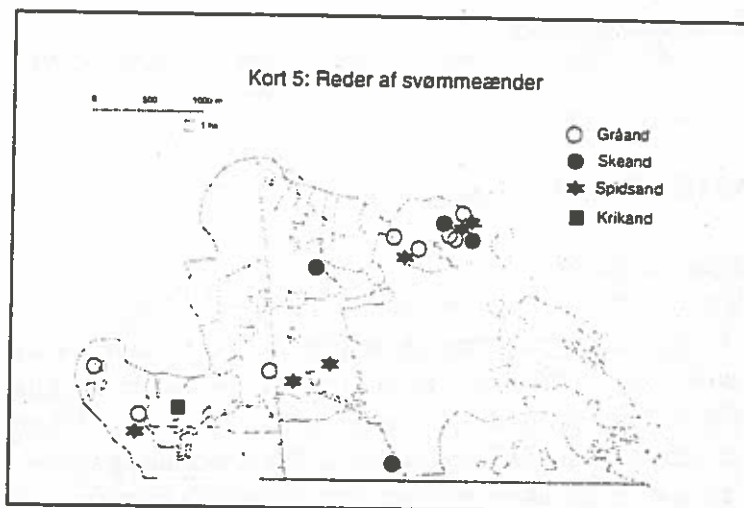 Kort 5: Reder af svømmeænder
0 500 1000 m
1 ha
Gråand
Skeand
Spidsand
Krikand